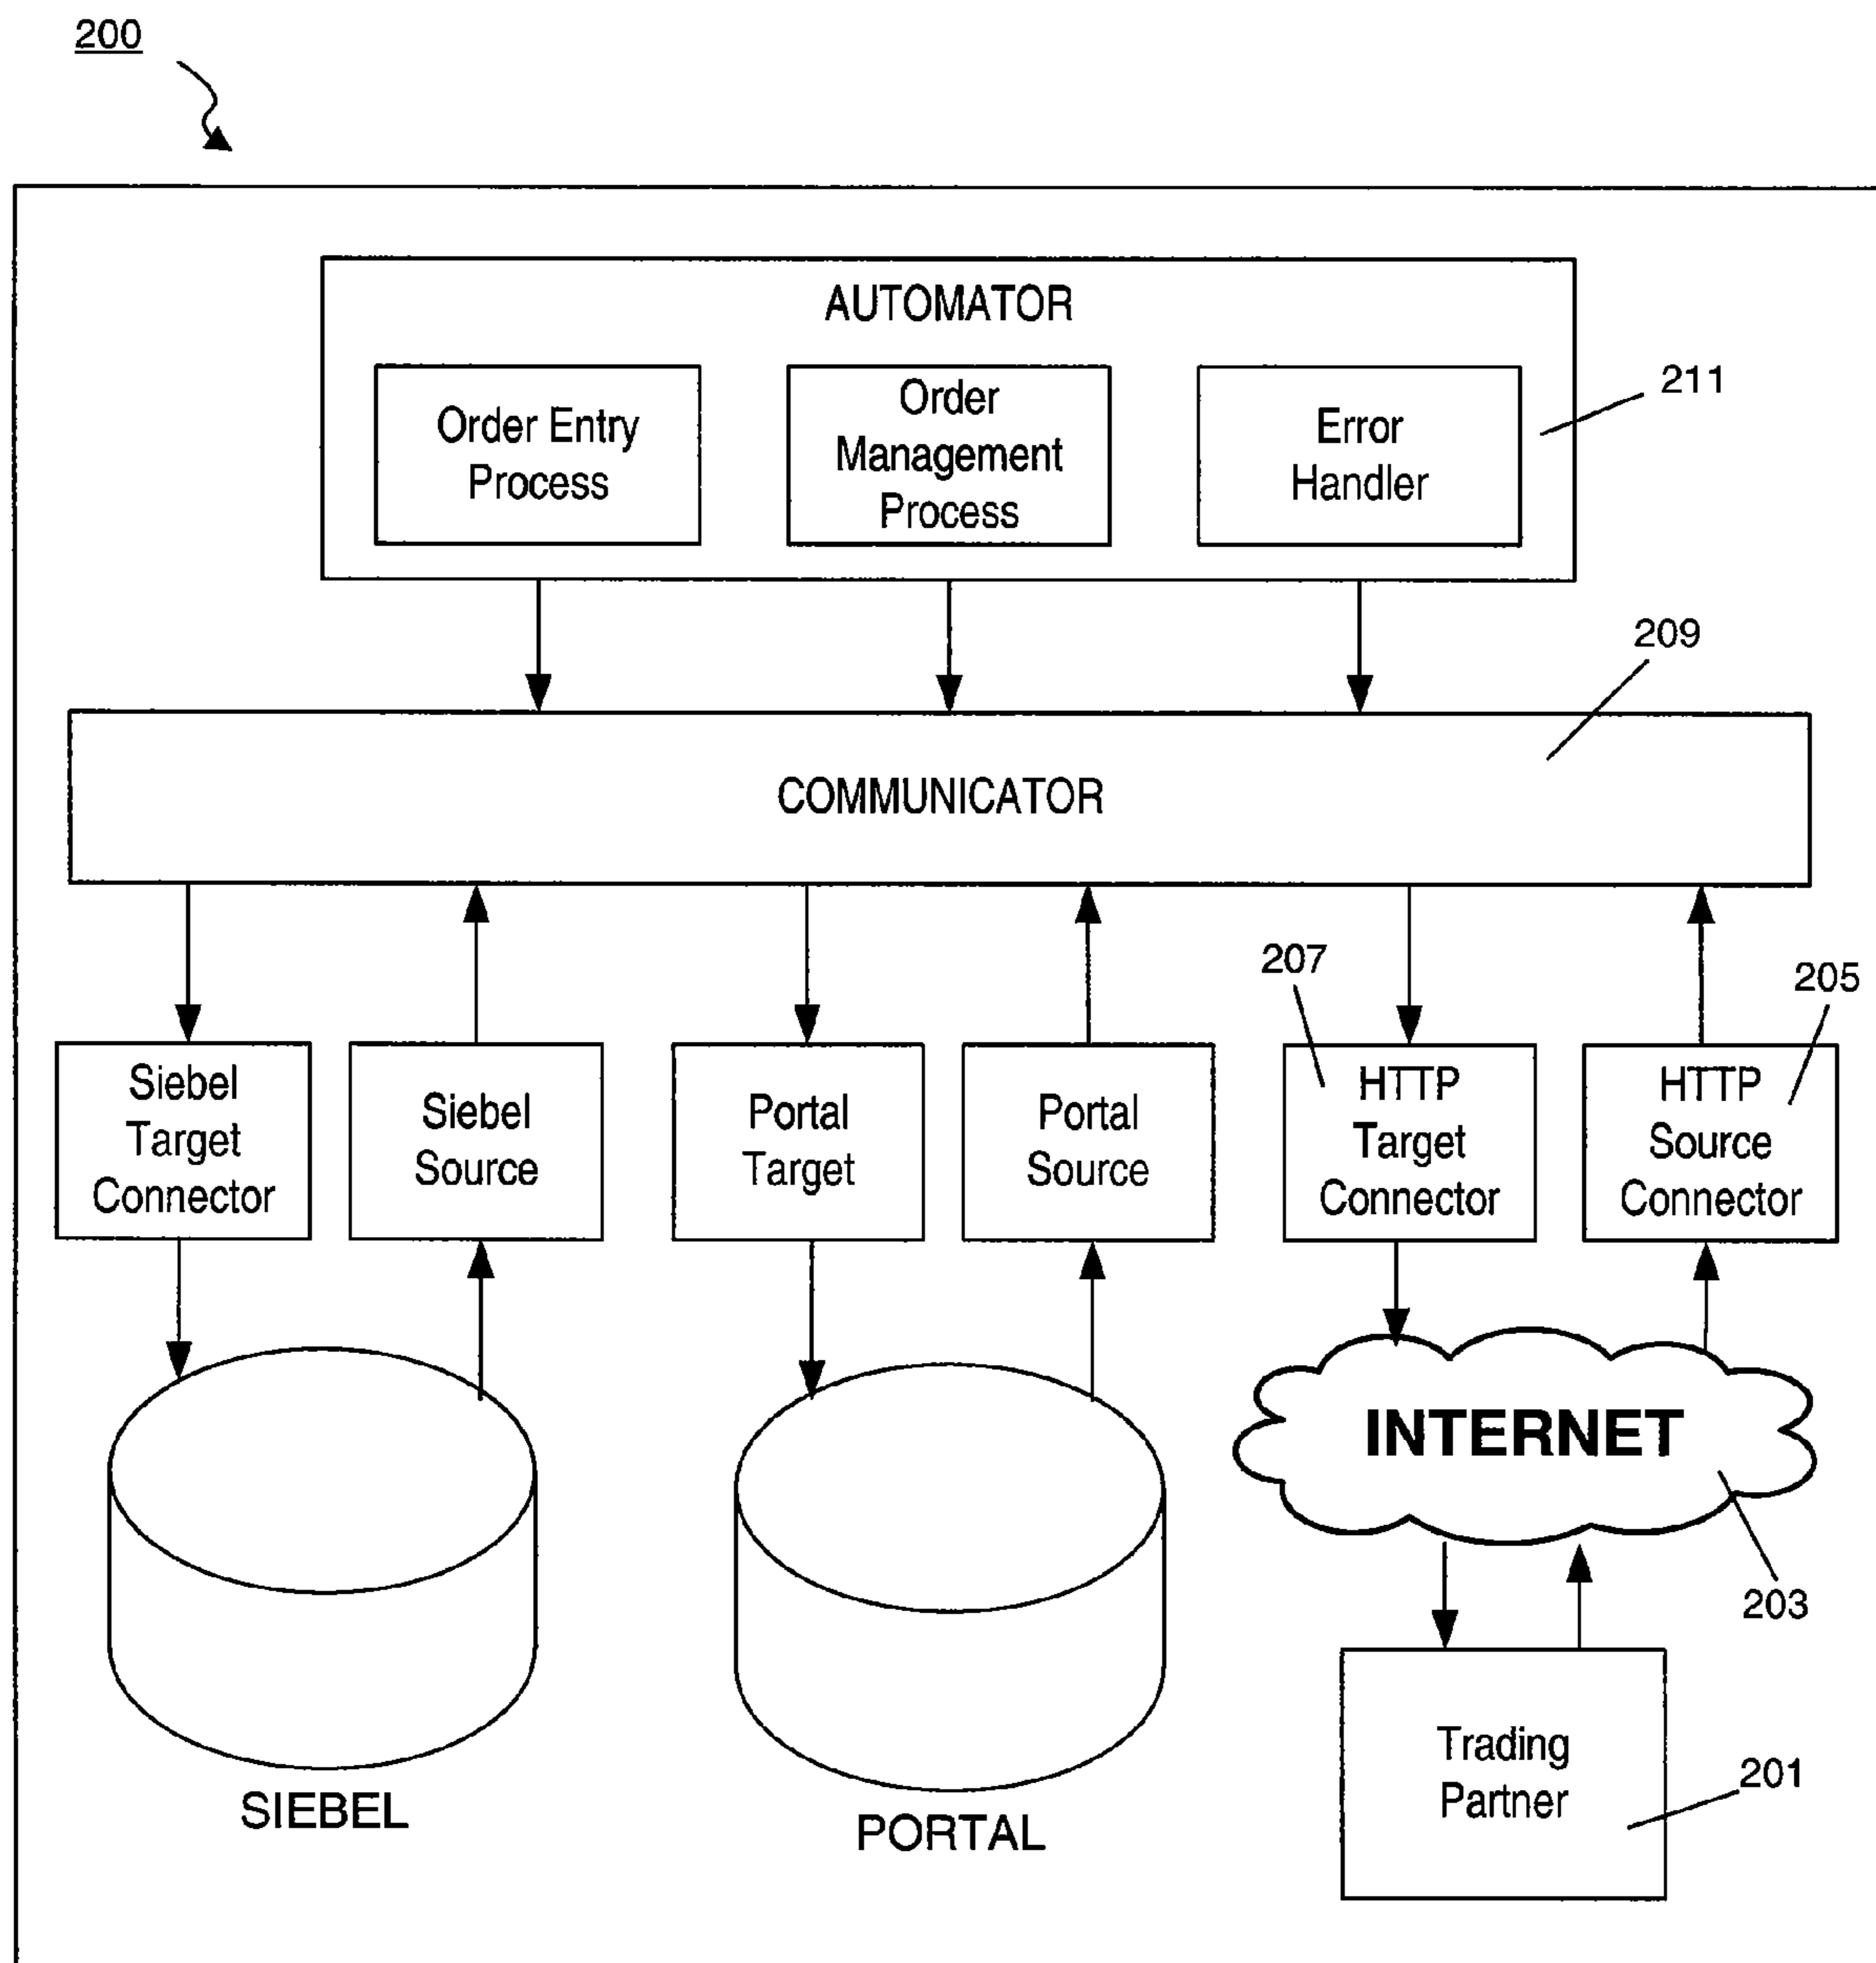 200
AUTOMATOR
Order Entry
Process
Order
Management
Process
Error
Handler
211
209
COMMUNICATOR
207
205
Siebel
Target
Connector
Siebel
Source
Portal
Target
Portal
Source
HTTP
Target
Connector
HTTP
Source
Connector
INTERNET
203
SIEBEL
PORTAL
Trading
Partner
201